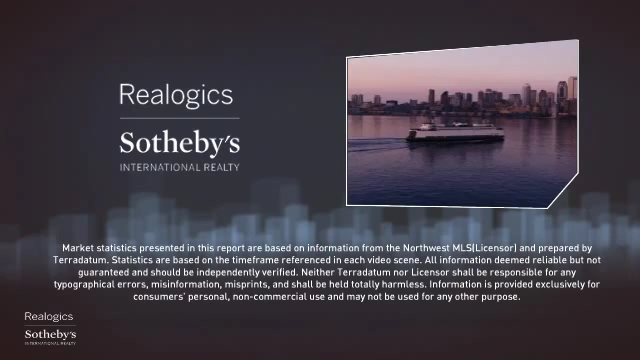 Realogics
Sotheby's
INTERNATIONAL REALTY
Market statistics presented in this report are based on information from the Northwest MLS(Licensor) and prepared by
Terradatum. Statistics are based on the timeframe referenced in each video scene. All information deemed reliable but not
guaranteed and should be independently verified. Neither Terradatum nor Licensor shall be responsible for any
typographical errors, misinformation, misprints, and shall be held totally harmless. Information is provided exclusively for
consumers' personal, non-commercial use and may not be used for any other purpose.
Realogics
Sotheby's
INTERNATIONAL REALTY